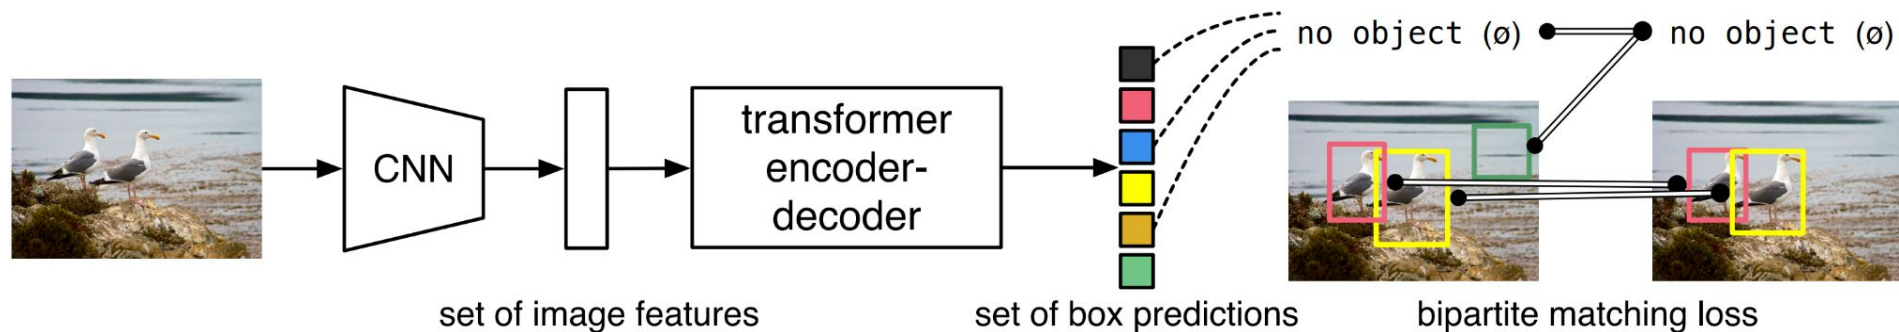 no object (ø) no object (ø)
CNN
transformer
encoder-
decoder
set of image features
set of box predictions
bipartite matching loss